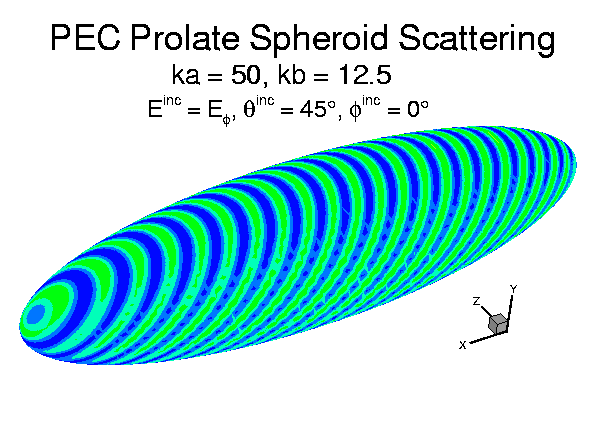 PEC Prolate Spheroid Scattering
ka = 50, kb = 12.5
E^inc = E_ϕ, θ^inc = 45°, ϕ^inc = 0°
Y
Z
X